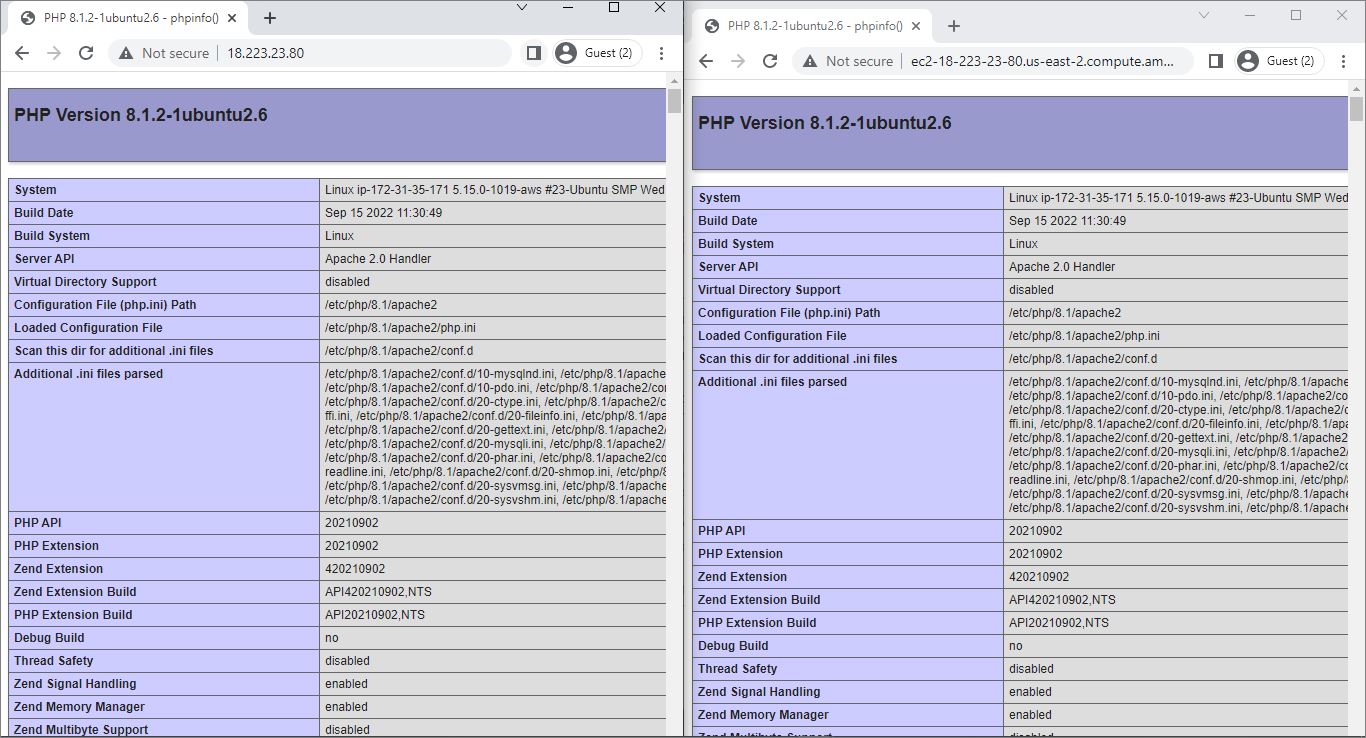 PHP 8.1.2-1ubuntu2.6 - phpinfo()
Not secure 18.223.23.80 Guest (2)
PHP Version 8.1.2-1ubuntu2.6
System Linux ip-172-31-35-171 5.15.0-1019-aws #23-Ubuntu SMP Wed
Build Date Sep 15 2022 11:30:49
Build System Linux
Server API Apache 2.0 Handler
Virtual Directory Support disabled
Configuration File (php.ini) Path /etc/php/8.1/apache2
Loaded Configuration File /etc/php/8.1/apache2/php.ini
Scan this dir for additional .ini files /etc/php/8.1/apache2/conf.d
Additional .ini files parsed /etc/php/8.1/apache2/conf.d/10-mysqlnd.ini, /etc/php/8.1/apache
/etc/php/8.1/apache2/conf.d/10-pdo.ini, /etc/php/8.1/apache2/con
/etc/php/8.1/apache2/conf.d/20-ctype.ini, /etc/php/8.1/apache2/c
ffi.ini, /etc/php/8.1/apache2/conf.d/20-fileinfo.ini, /etc/php/8.1/apa
/etc/php/8.1/apache2/conf.d/20-gettext.ini, /etc/php/8.1/apache2/
/etc/php/8.1/apache2/conf.d/20-mysqli.ini, /etc/php/8.1/apache2/
/etc/php/8.1/apache2/conf.d/20-phar.ini, /etc/php/8.1/apache2/co
readline.ini, /etc/php/8.1/apache2/conf.d/20-shmop.ini, /etc/php/8
/etc/php/8.1/apache2/conf.d/20-sysvmsg.ini, /etc/php/8.1/apache
/etc/php/8.1/apache2/conf.d/20-sysvshm.ini, /etc/php/8.1/apache
PHP API 20210902
PHP Extension 20210902
Zend Extension 420210902
Zend Extension Build API420210902,NTS
PHP Extension Build API20210902,NTS
Debug Build no
Thread Safety disabled
Zend Signal Handling enabled
Zend Memory Manager enabled
Zend Multibyte Support disabled
PHP 8.1.2-1ubuntu2.6 - phpinfo()
Not secure ec2-18-223-23-80.us-east-2.compute.am... Guest (2)
PHP Version 8.1.2-1ubuntu2.6
System Linux ip-172-31-35-171 5.15.0-1019-aws #23-Ubuntu SMP Wed
Build Date Sep 15 2022 11:30:49
Build System Linux
Server API Apache 2.0 Handler
Virtual Directory Support disabled
Configuration File (php.ini) Path /etc/php/8.1/apache2
Loaded Configuration File /etc/php/8.1/apache2/php.ini
Scan this dir for additional .ini files /etc/php/8.1/apache2/conf.d
Additional .ini files parsed /etc/php/8.1/apache2/conf.d/10-mysqlnd.ini, /etc/php/8.1/apache
/etc/php/8.1/apache2/conf.d/10-pdo.ini, /etc/php/8.1/apache2/con
/etc/php/8.1/apache2/conf.d/20-ctype.ini, /etc/php/8.1/apache2/c
ffi.ini, /etc/php/8.1/apache2/conf.d/20-fileinfo.ini, /etc/php/8.1/apa
/etc/php/8.1/apache2/conf.d/20-gettext.ini, /etc/php/8.1/apache2/
/etc/php/8.1/apache2/conf.d/20-mysqli.ini, /etc/php/8.1/apache2/
/etc/php/8.1/apache2/conf.d/20-phar.ini, /etc/php/8.1/apache2/co
readline.ini, /etc/php/8.1/apache2/conf.d/20-shmop.ini, /etc/php/8
/etc/php/8.1/apache2/conf.d/20-sysvmsg.ini, /etc/php/8.1/apache
/etc/php/8.1/apache2/conf.d/20-sysvshm.ini, /etc/php/8.1/apache
PHP API 20210902
PHP Extension 20210902
Zend Extension 420210902
Zend Extension Build API420210902,NTS
PHP Extension Build API20210902,NTS
Debug Build no
Thread Safety disabled
Zend Signal Handling enabled
Zend Memory Manager enabled
Zend Multibyte Support disabled